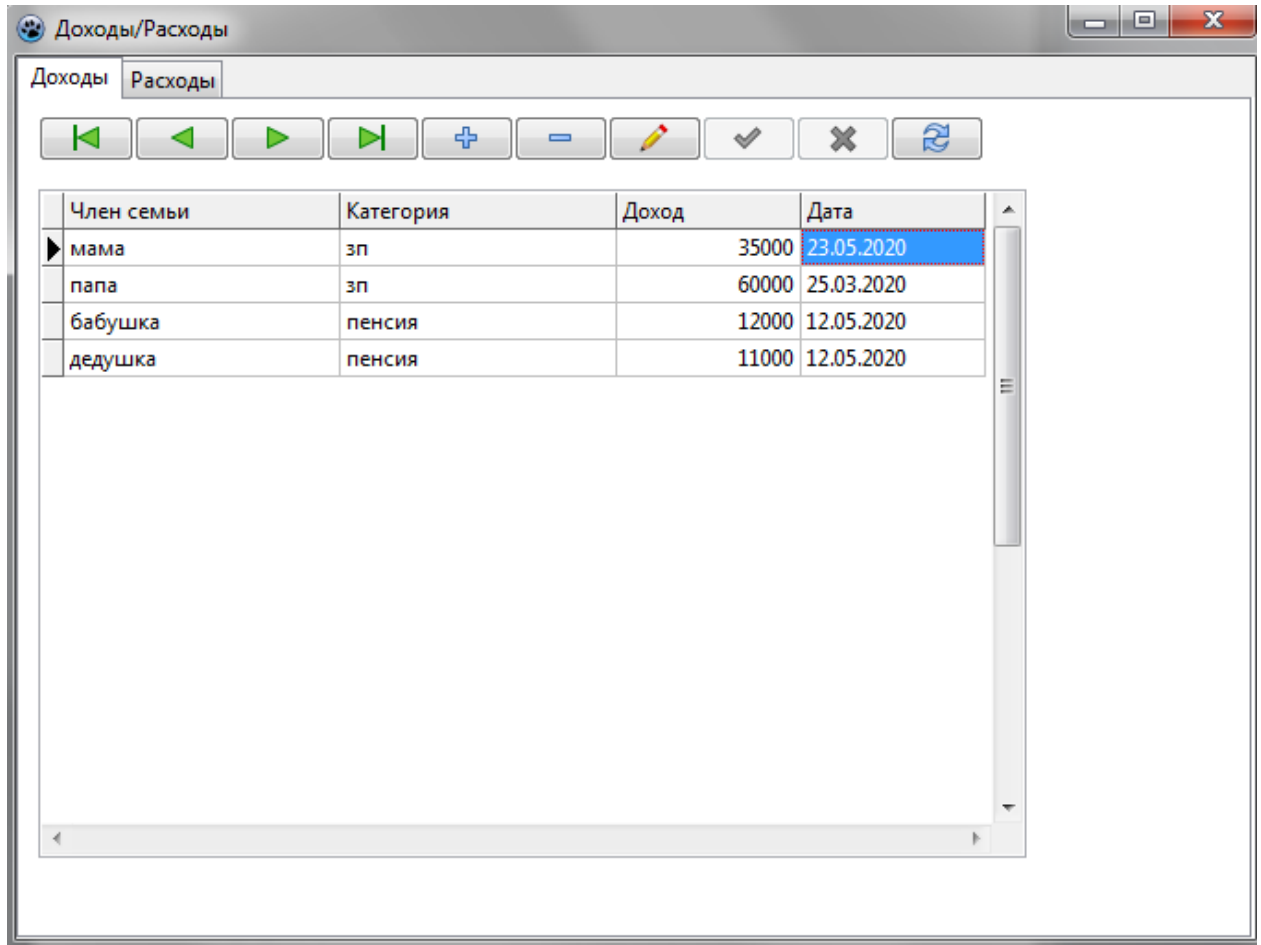 Доходы/Расходы
Доходы Расходы
Член семьи Категория Доход Дата
мама зп 35000 23.05.2020
папа зп 60000 25.03.2020
бабушка пенсия 12000 12.05.2020
дедушка пенсия 11000 12.05.2020